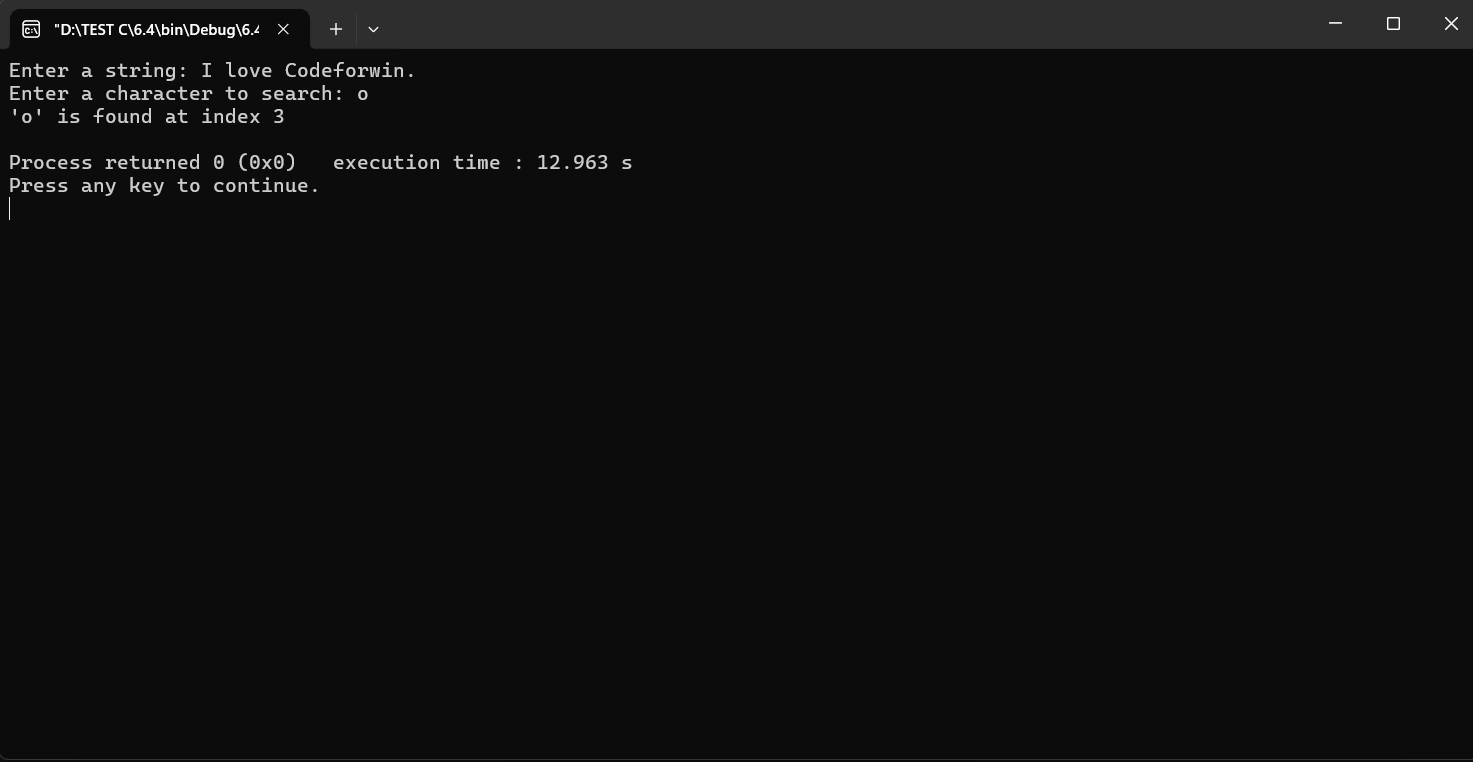 "D:\TEST C\6.4\bin\Debug\6.4
Enter a string: I love Codeforwin.
Enter a character to search: o
'o' is found at index 3
Process returned 0 (0x0)   execution time : 12.963 s
Press any key to continue.